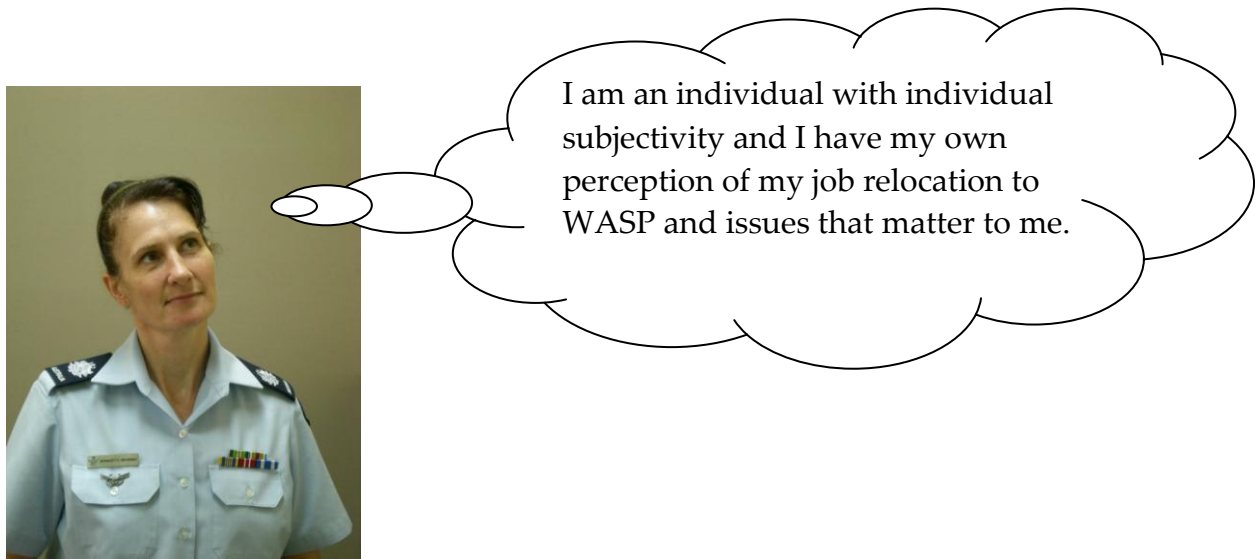 I am an individual with individual
subjectivity and I have my own
perception of my job relocation to
WASP and issues that matter to me.